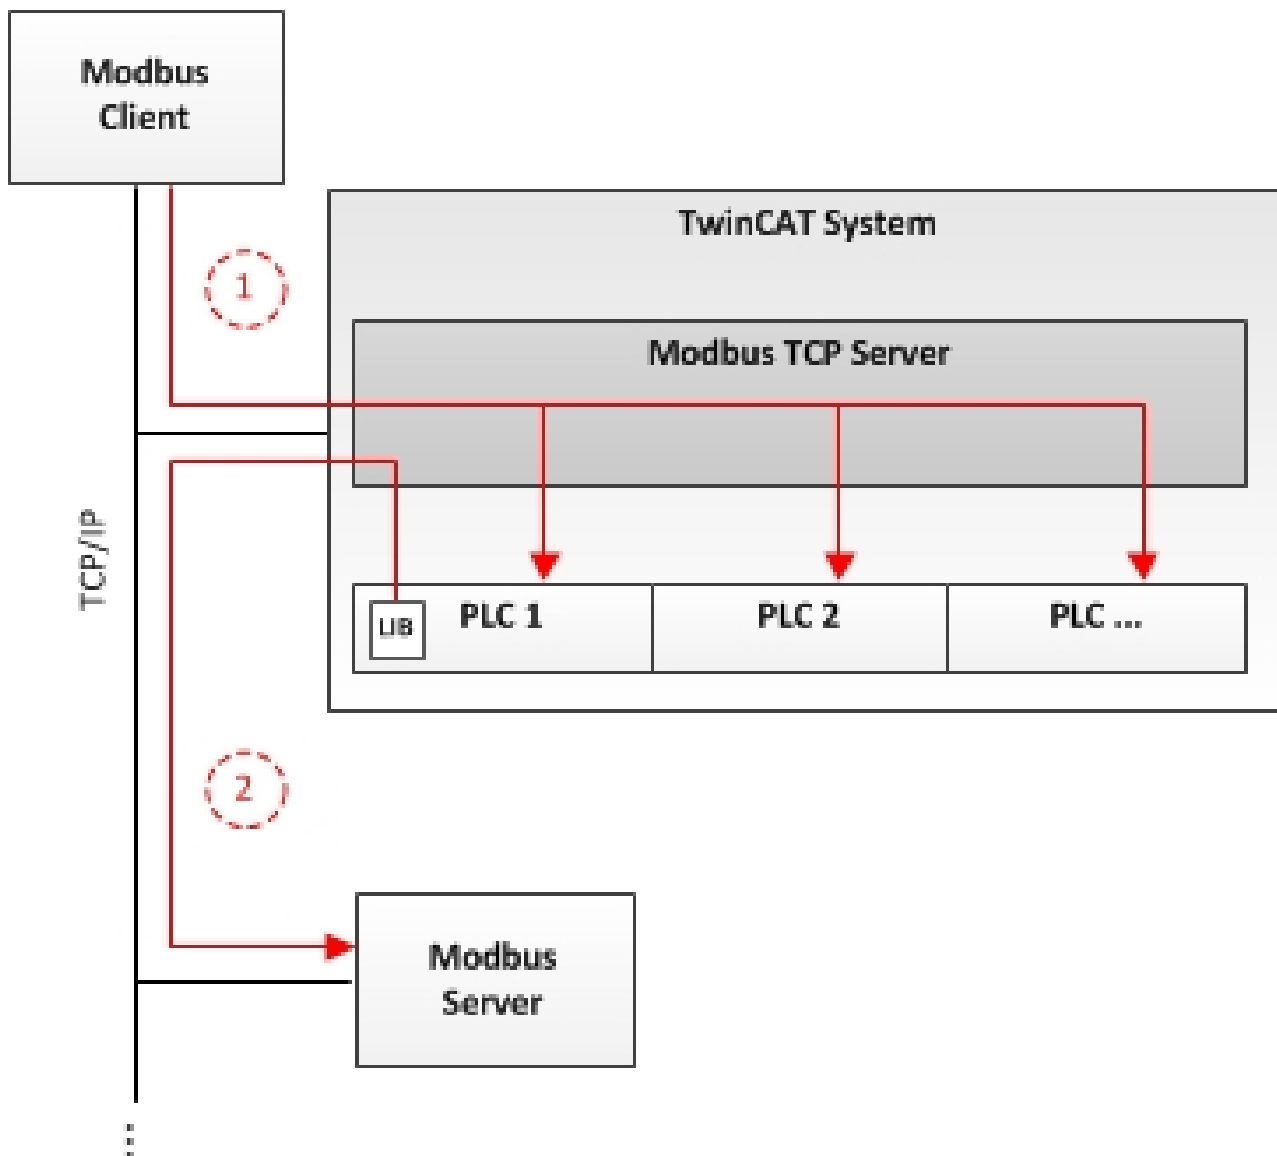 Modbus
Client
TwinCAT System
1
Modbus TCP Server
TCP/IP
LIB
PLC 1
PLC 2
PLC ...
2
Modbus
Server